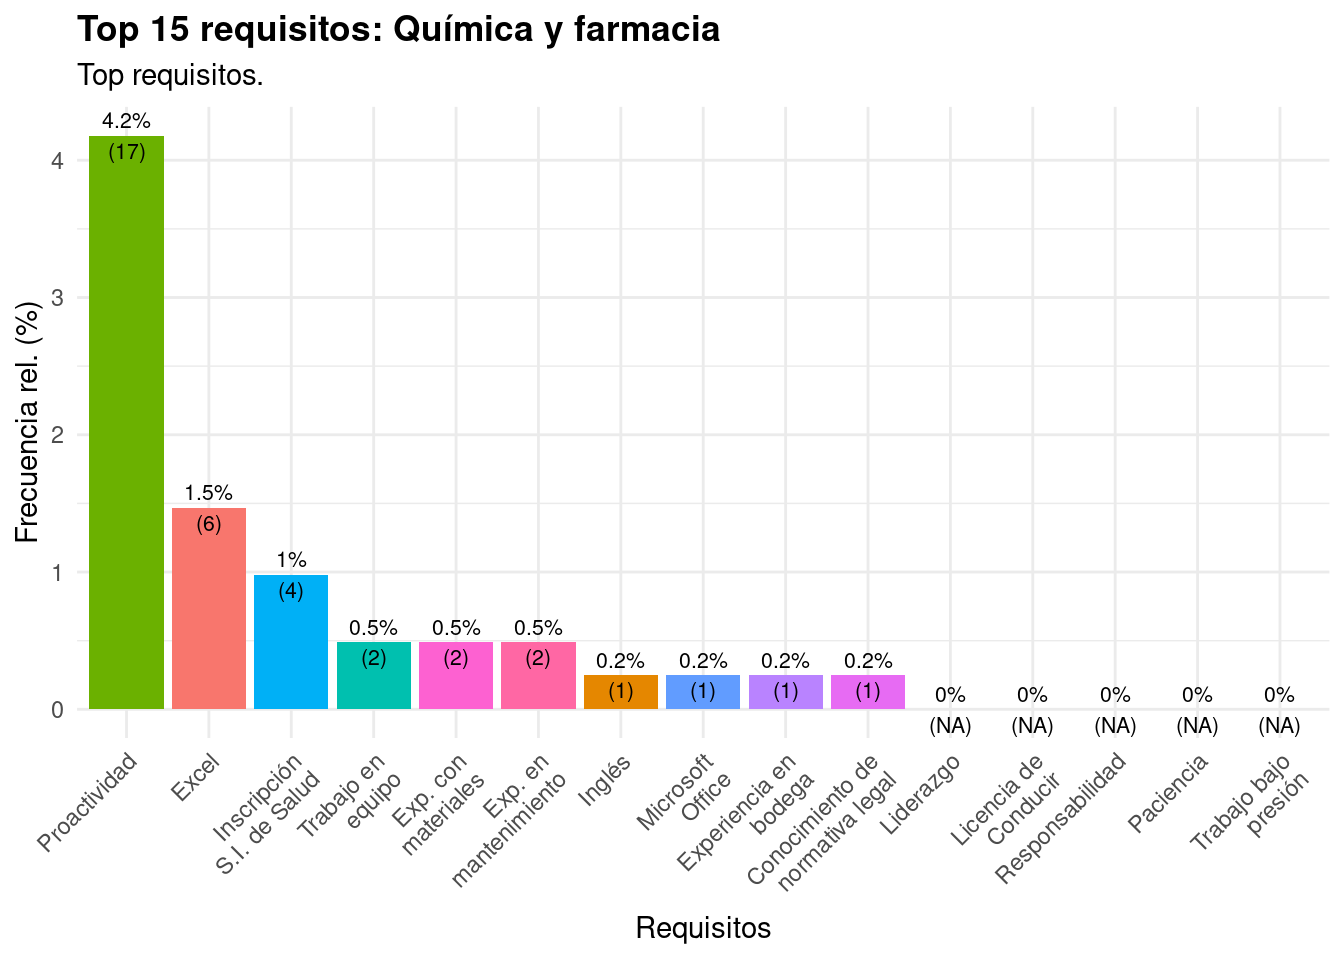 Top 15 requisitos: Química y farmacia
Top requisitos.
Frecuencia rel. (%)
4
3
2
1
0
4.2%
(17)
1.5%
(6)
1%
(4)
0.5%
(2)
0.5%
(2)
0.5%
(2)
0.2%
(1)
0.2%
(1)
0.2%
(1)
0.2%
(1)
0%
(NA)
0%
(NA)
0%
(NA)
0%
(NA)
0%
(NA)
Proactividad
Excel
Inscripción
S.I. de Salud
Trabajo en
equipo
Exp. con
materiales
Exp. en
mantenimiento
Inglés
Microsoft
Office
Experiencia en
bodega
Conocimiento de
normativa legal
Liderazgo
Licencia de
Conducir
Responsabilidad
Paciencia
Trabajo bajo
presión
Requisitos